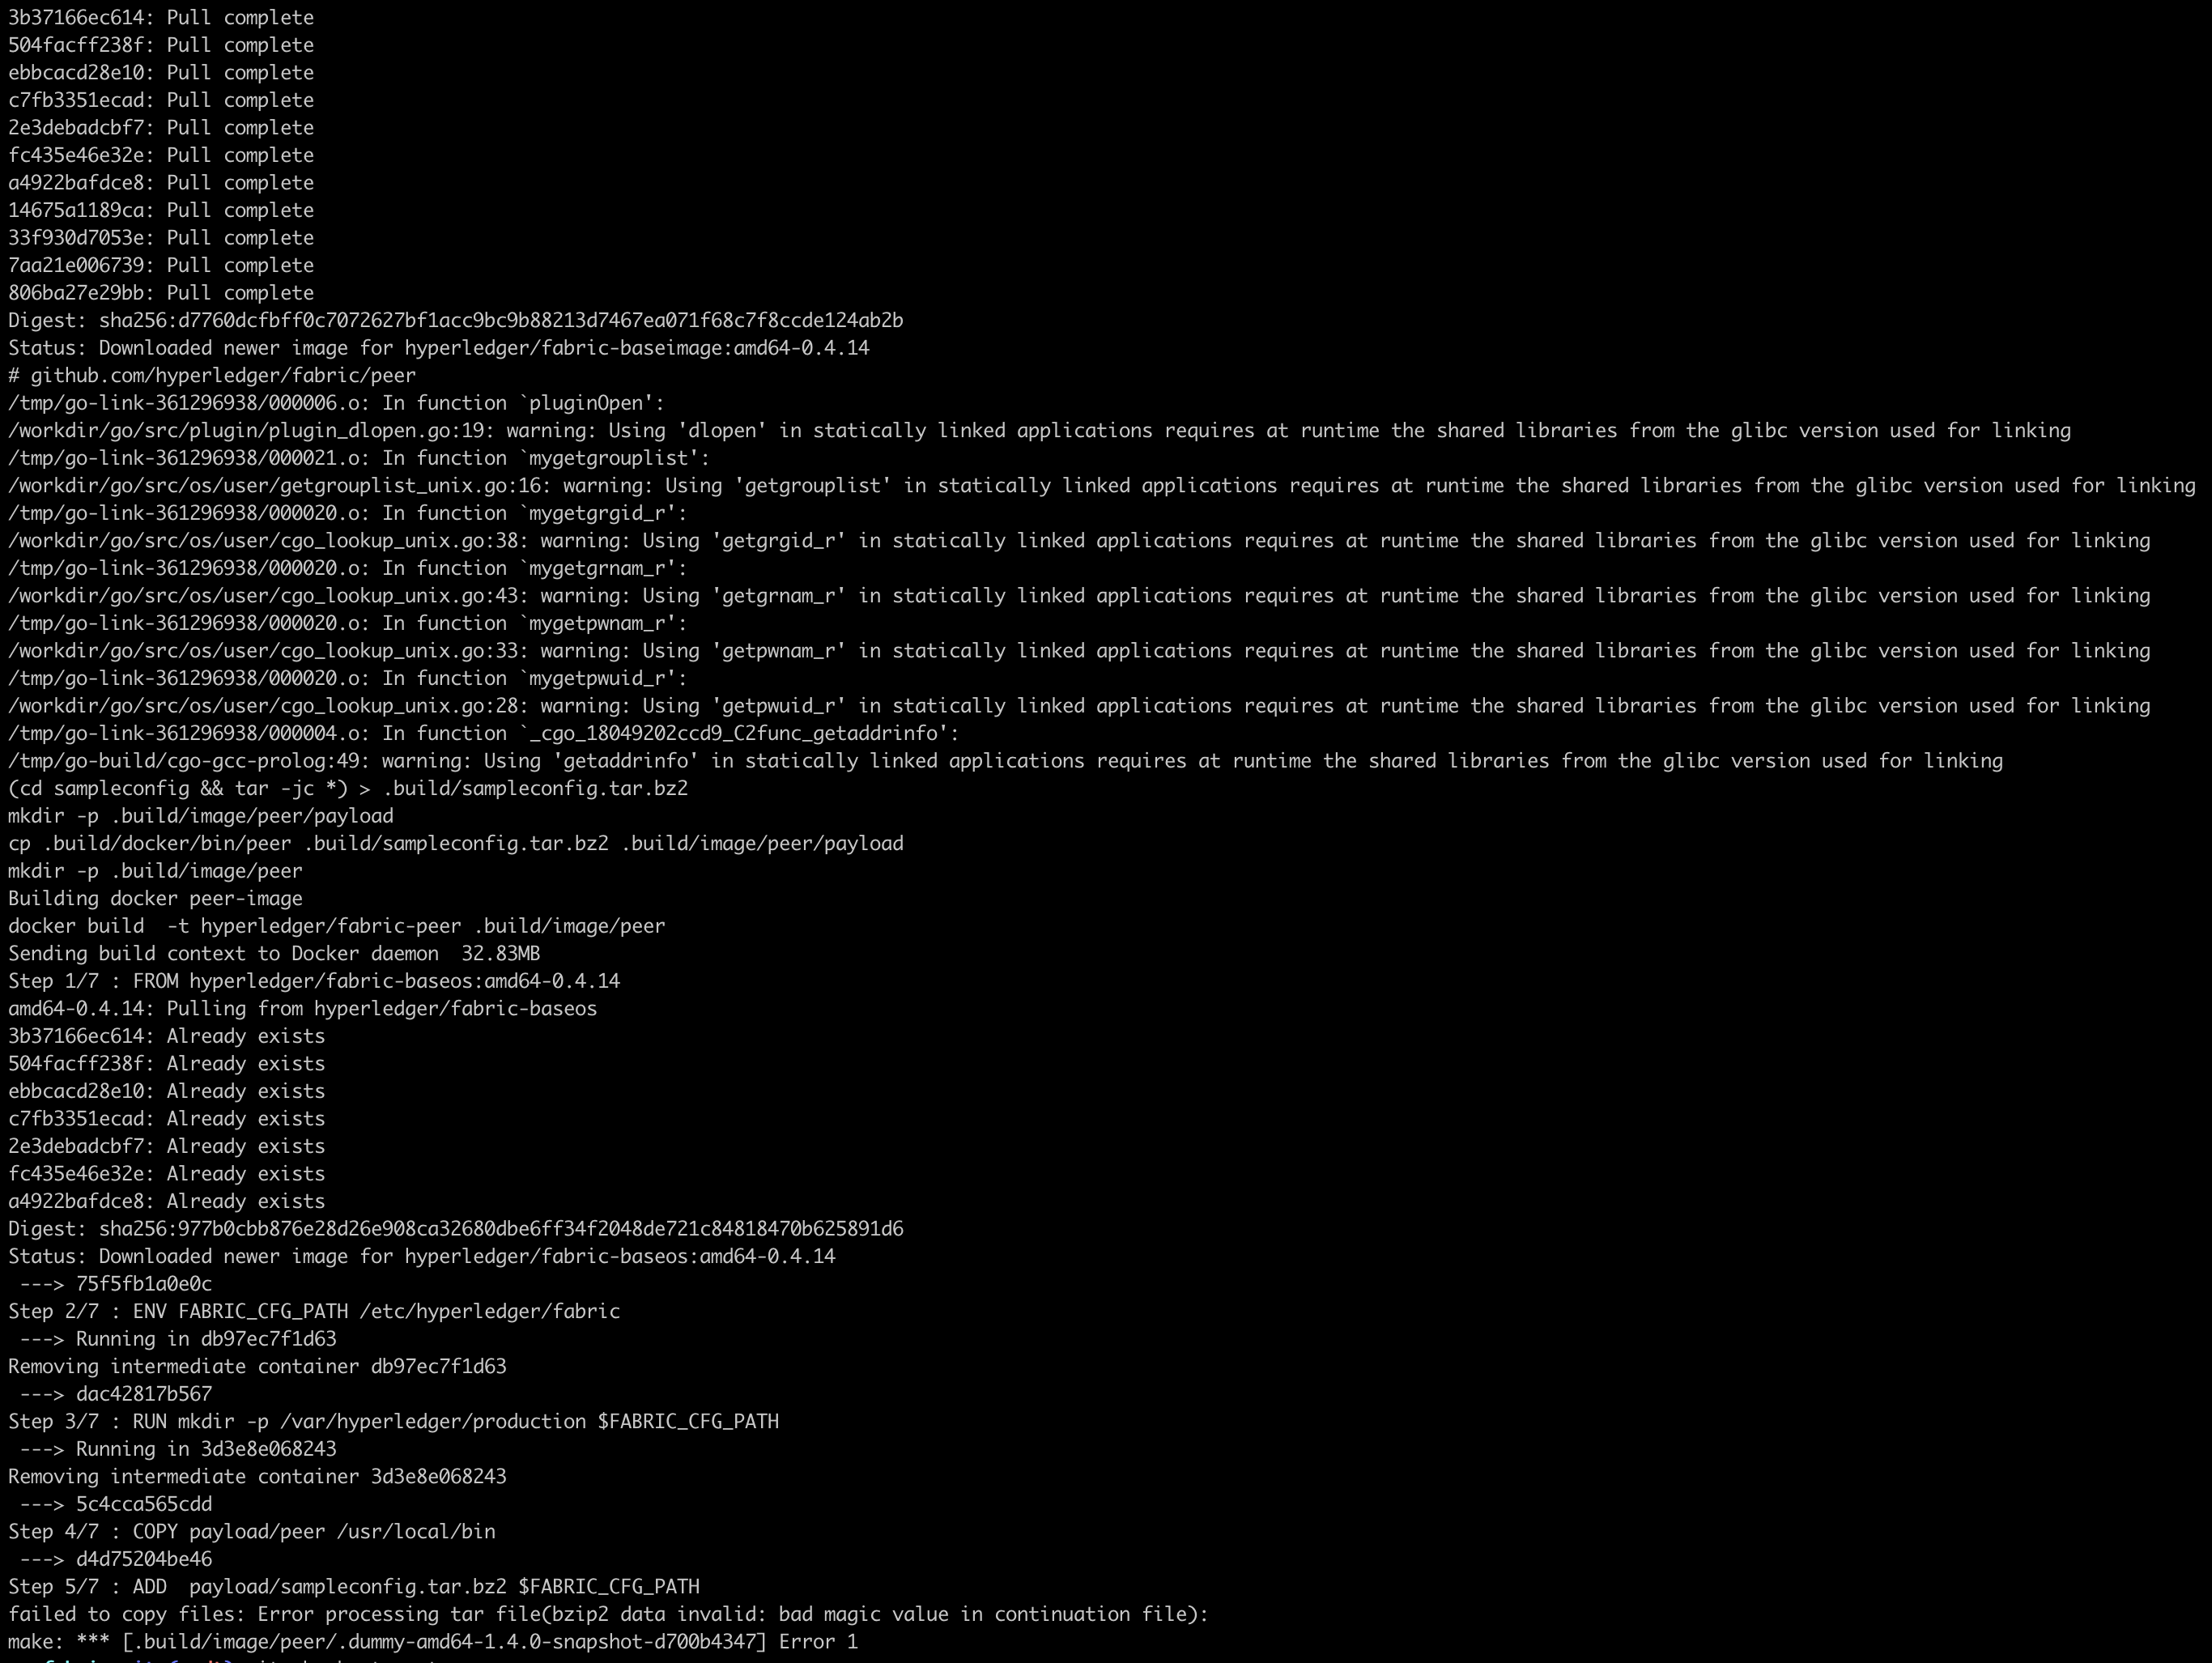 3b37166ec614: Pull complete
504facff238f: Pull complete
ebbcacd28e10: Pull complete
c7fb3351ecad: Pull complete
2e3debadcbf7: Pull complete
fc435e46e32e: Pull complete
a4922bafdce8: Pull complete
14675a1189ca: Pull complete
33f930d7053e: Pull complete
7aa21e006739: Pull complete
806ba27e29bb: Pull complete
Digest: sha256:d7760dcfbff0c7072627bf1acc9bc9b88213d7467ea071f68c7f8ccde124ab2b
Status: Downloaded newer image for hyperledger/fabric-baseimage:amd64-0.4.14
# github.com/hyperledger/fabric/peer
/tmp/go-link-361296938/000006.o: In function `pluginOpen':
/workdir/go/src/plugin/plugin_dlopen.go:19: warning: Using 'dlopen' in statically linked applications requires at runtime the shared libraries from the glibc version used for linking
/tmp/go-link-361296938/000021.o: In function `mygetgrouplist':
/workdir/go/src/os/user/getgrouplist_unix.go:16: warning: Using 'getgrouplist' in statically linked applications requires at runtime the shared libraries from the glibc version used for linking
/tmp/go-link-361296938/000020.o: In function `mygetgrgid_r':
/workdir/go/src/os/user/cgo_lookup_unix.go:38: warning: Using 'getgrgid_r' in statically linked applications requires at runtime the shared libraries from the glibc version used for linking
/tmp/go-link-361296938/000020.o: In function `mygetgrnam_r':
/workdir/go/src/os/user/cgo_lookup_unix.go:43: warning: Using 'getgrnam_r' in statically linked applications requires at runtime the shared libraries from the glibc version used for linking
/tmp/go-link-361296938/000020.o: In function `mygetpwnam_r':
/workdir/go/src/os/user/cgo_lookup_unix.go:33: warning: Using 'getpwnam_r' in statically linked applications requires at runtime the shared libraries from the glibc version used for linking
/tmp/go-link-361296938/000020.o: In function `mygetpwuid_r':
/workdir/go/src/os/user/cgo_lookup_unix.go:28: warning: Using 'getpwuid_r' in statically linked applications requires at runtime the shared libraries from the glibc version used for linking
/tmp/go-link-361296938/000004.o: In function `_cgo_18049202ccd9_C2func_getaddrinfo':
/tmp/go-build/cgo-gcc-prolog:49: warning: Using 'getaddrinfo' in statically linked applications requires at runtime the shared libraries from the glibc version used for linking
(cd sampleconfig && tar -jc *) > .build/sampleconfig.tar.bz2
mkdir -p .build/image/peer/payload
cp .build/docker/bin/peer .build/sampleconfig.tar.bz2 .build/image/peer/payload
mkdir -p .build/image/peer
Building docker peer-image
docker build  -t hyperledger/fabric-peer .build/image/peer
Sending build context to Docker daemon  32.83MB
Step 1/7 : FROM hyperledger/fabric-baseos:amd64-0.4.14
amd64-0.4.14: Pulling from hyperledger/fabric-baseos
3b37166ec614: Already exists
504facff238f: Already exists
ebbcacd28e10: Already exists
c7fb3351ecad: Already exists
2e3debadcbf7: Already exists
fc435e46e32e: Already exists
a4922bafdce8: Already exists
Digest: sha256:977b0cbb876e28d26e908ca32680dbe6ff34f2048de721c84818470b625891d6
Status: Downloaded newer image for hyperledger/fabric-baseos:amd64-0.4.14
 ---> 75f5fb1a0e0c
Step 2/7 : ENV FABRIC_CFG_PATH /etc/hyperledger/fabric
 ---> Running in db97ec7f1d63
Removing intermediate container db97ec7f1d63
 ---> dac42817b567
Step 3/7 : RUN mkdir -p /var/hyperledger/production $FABRIC_CFG_PATH
 ---> Running in 3d3e8e068243
Removing intermediate container 3d3e8e068243
 ---> 5c4cca565cdd
Step 4/7 : COPY payload/peer /usr/local/bin
 ---> d4d75204be46
Step 5/7 : ADD  payload/sampleconfig.tar.bz2 $FABRIC_CFG_PATH
failed to copy files: Error processing tar file(bzip2 data invalid: bad magic value in continuation file):
make: *** [.build/image/peer/.dummy-amd64-1.4.0-snapshot-d700b4347] Error 1